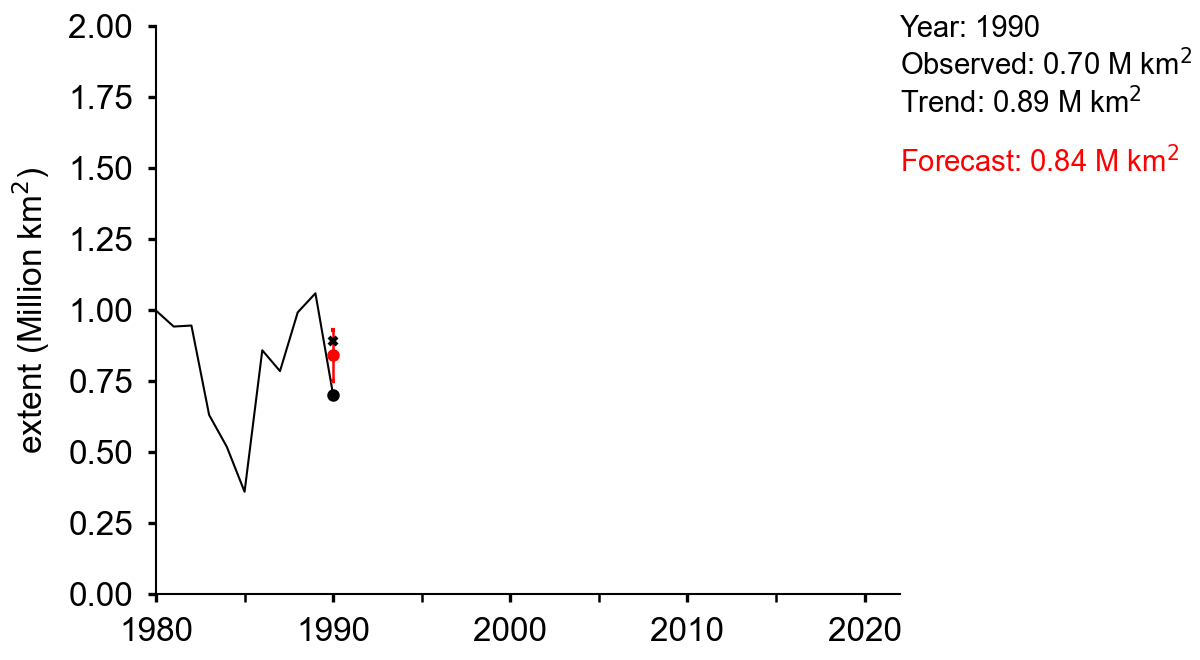 2.00
1.75
1.50
1.25
1.00
0.75
0.50
0.25
0.00
extent (Million km²)
1980 1990 2000 2010 2020
Year: 1990
Observed: 0.70 M km²
Trend: 0.89 M km²
Forecast: 0.84 M km²